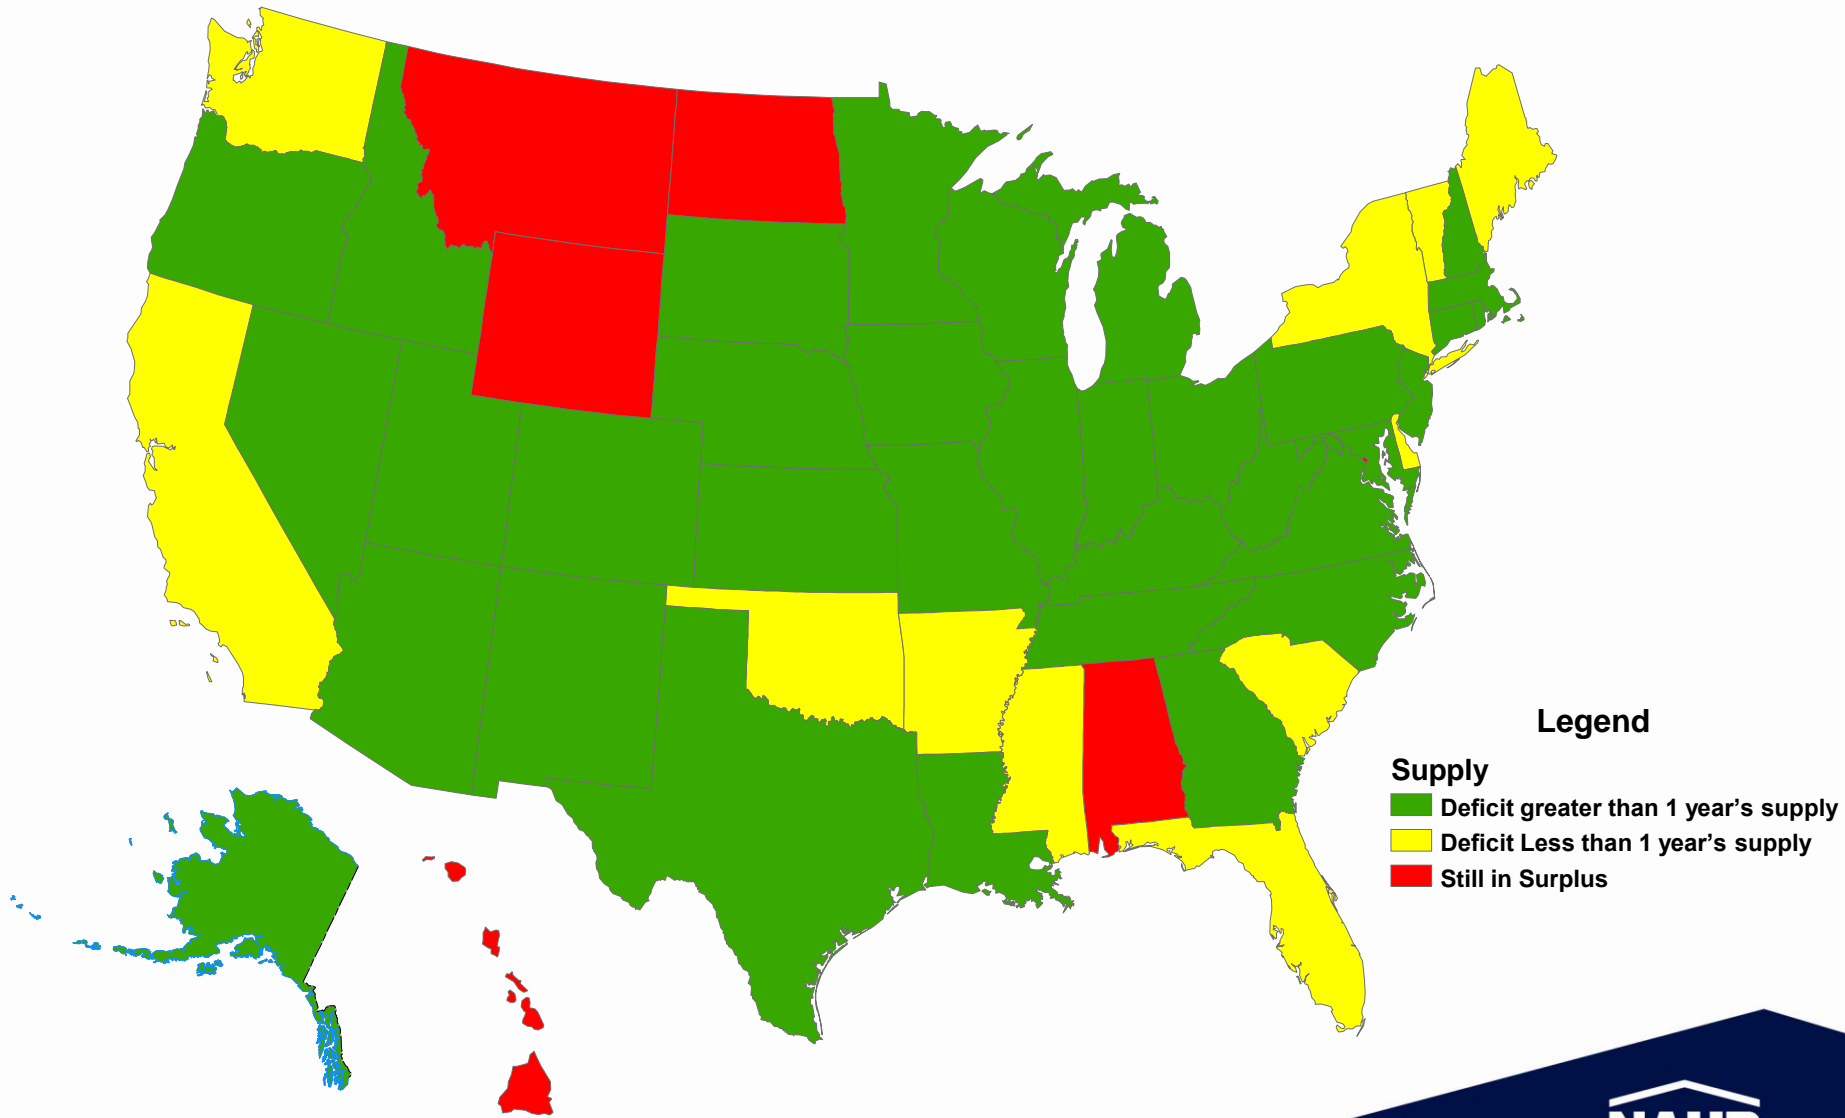 Legend
Supply
Deficit greater than 1 year's supply
Deficit Less than 1 year's supply
Still in Surplus